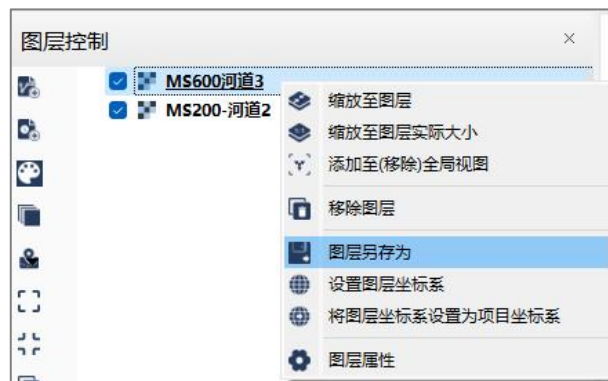 图层控制
MS600河道3
MS200-河道2
缩放至图层
缩放至图层实际大小
添加至(移除)全局视图
移除图层
图层另存为
设置图层坐标系
将图层坐标系设置为项目坐标系
图层属性